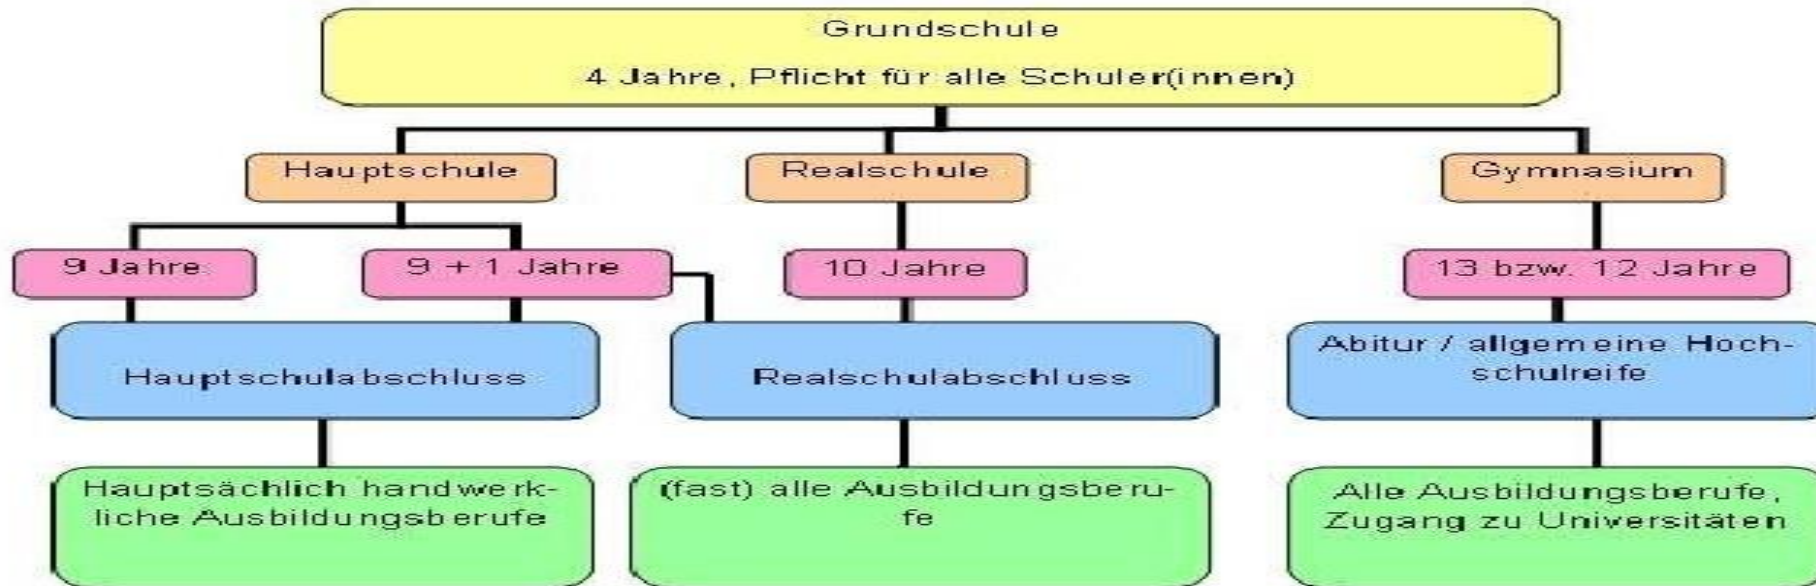 Grundschule
4 Jahre, Pflicht für alle Schuler(innen)
Hauptschule
Realschule
Gymnasium
9 Jahre
9 + 1 Jahre
10 Jahre
13 bzw. 12 Jahre
Hauptschulabschluss
Realschulabschluss
Abitur / allgemeine Hoch-
schulreife
Hauptsächlich handwerk-
liche Ausbildungsberufe
(fast) alle Ausbildungsberu-
fe
Alle Ausbildungsberufe,
Zugang zu Universitäten